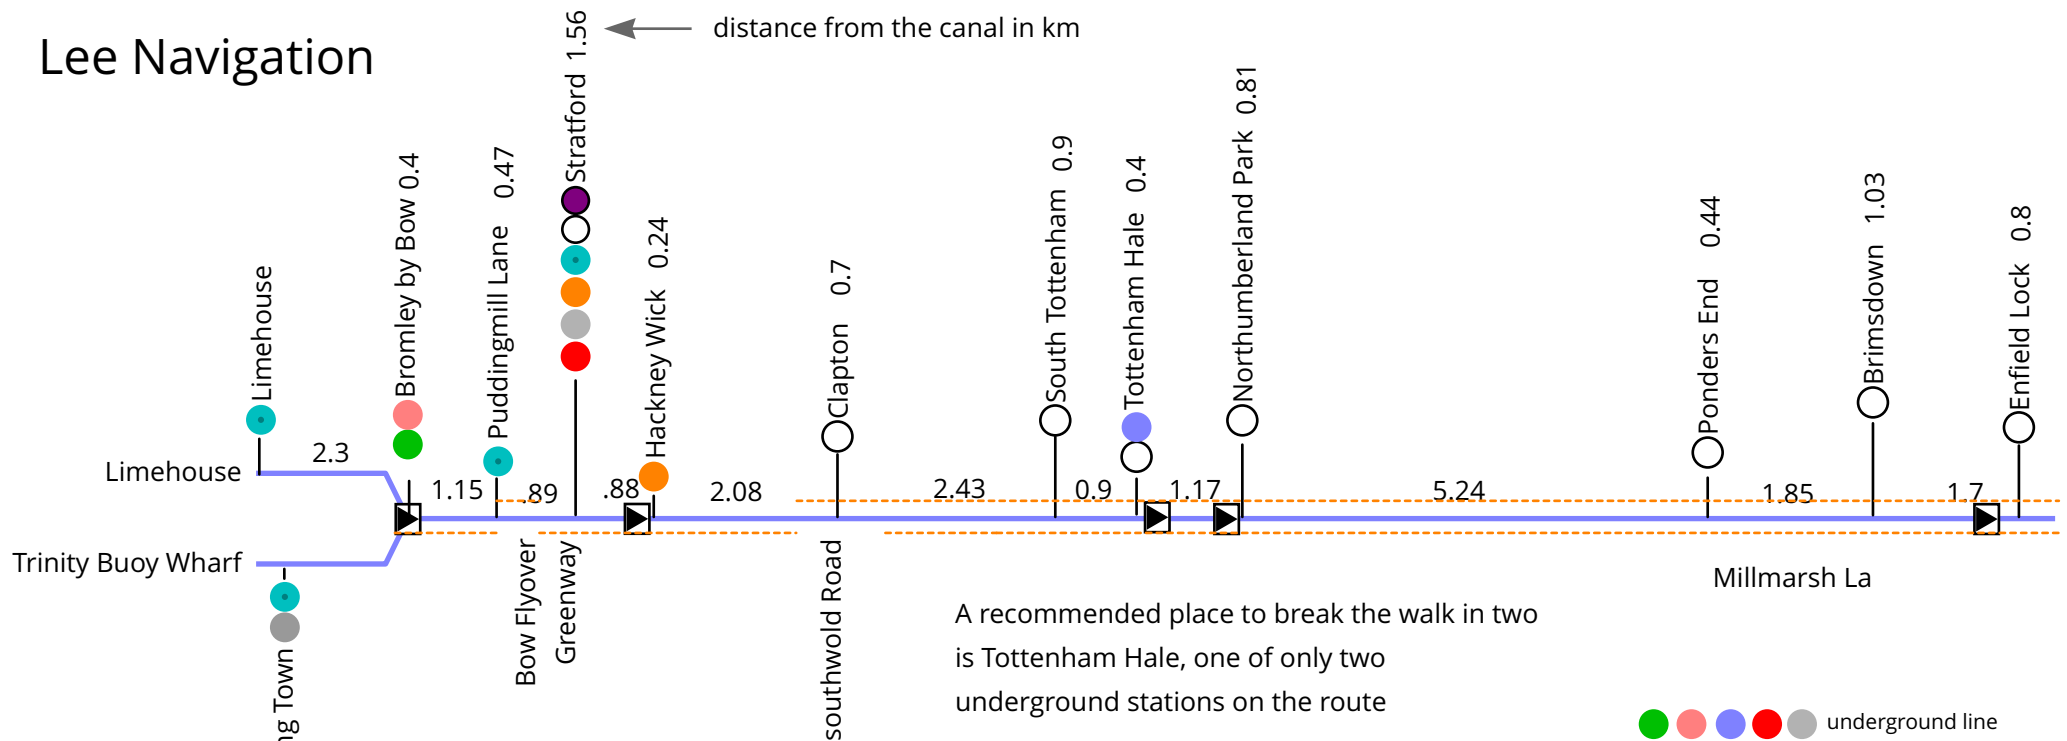 Lee Navigation
distance from the canal in km
Limehouse
Bromley by Bow 0.4
Puddingmill Lane 0.47
Stratford 1.56
Hackney Wick 0.24
Clapton 0.7
South Tottenham 0.9
Tottenham Hale 0.4
Northumberland Park 0.81
Ponders End 0.44
Brimsdown 1.03
Enfield Lock 0.8
Limehouse
2.3
1.15
.89
.88
2.08
2.43
0.9
1.17
5.24
1.85
1.7
Trinity Buoy Wharf
ng Town
Bow Flyover
Greenway
southwold Road
Millmarsh La
A recommended place to break the walk in two
is Tottenham Hale, one of only two
underground stations on the route
underground line